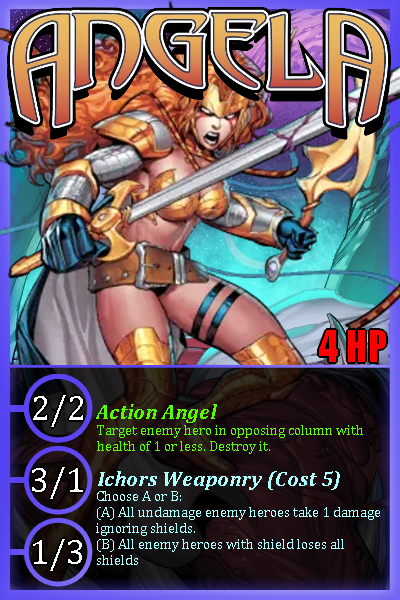 ANGELA
4 HP
2/2
Action Angel
Target enemy hero in opposing column with
health of 1 or less. Destroy it.
3/1
Ichors Weaponry (Cost 5)
Choose A or B:
(A) All undamage enemy heroes take 1 damage
ignoring shields.
(B) All enemy heroes with shield loses all
shields
1/3